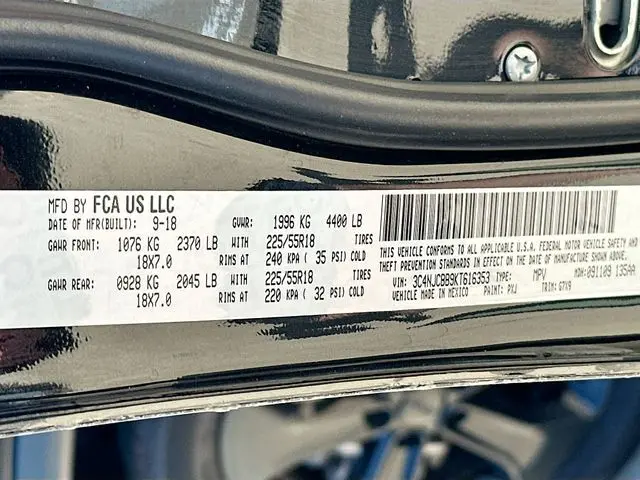 MFD BY FCA US LLC
DATE OF MFR(BUILT): 9-18 GVWR: 1996 KG 4400 LB
GAWR FRONT: 1076 KG 2370 LB WITH 225/55R18 TIRES
18X7.0 RIMS AT 240 KPA ( 35 PSI) COLD
GAWR REAR: 0928 KG 2045 LB WITH 225/55R18 TIRES
18X7.0 RIMS AT 220 KPA ( 32 PSI) COLD
THIS VEHICLE CONFORMS TO ALL APPLICABLE U.S.A. FEDERAL MOTOR VEHICLE SAFETY AND
THEFT PREVENTION STANDARDS IN EFFECT ON THE DATE OF MANUFACTURE SHOWN ABOVE.
VIN: 3C4NJCBB9KT616353 TYPE: MPV MDH: 091109 135AA
VEHICLE MADE IN MEXICO PAINT: PXJ TRIM: G7X9